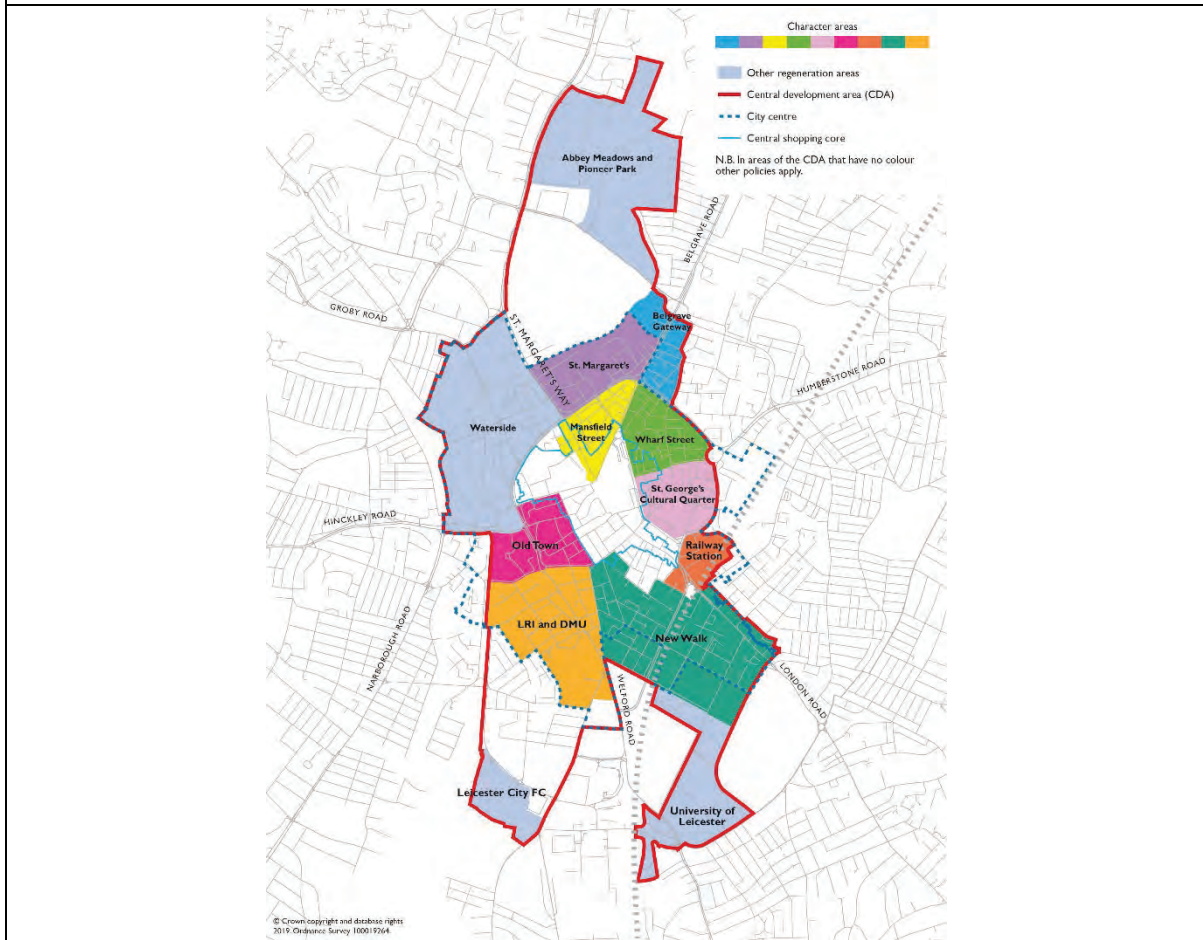 Character areas
Other regeneration areas
Central development area (CDA)
City centre
Central shopping core
N.B. In areas of the CDA that have no colour
other policies apply.
Abbey Meadows and
Pioneer Park
BELGRAVE ROAD
GROBY ROAD
ST. MARGARET'S WAY
Belgrave
Gateway
St. Margaret's
HUMBERSTONE ROAD
Waterside
Mansfield
Street
Wharf Street
St. George's
Cultural Quarter
HINCKLEY ROAD
Old Town
Railway
Station
NARBOROUGH ROAD
LRI and DMU
New Walk
WELFORD ROAD
LONDON ROAD
Leicester City FC
University of
Leicester
© Crown copyright and database rights
2019. Ordnance Survey 100019264.